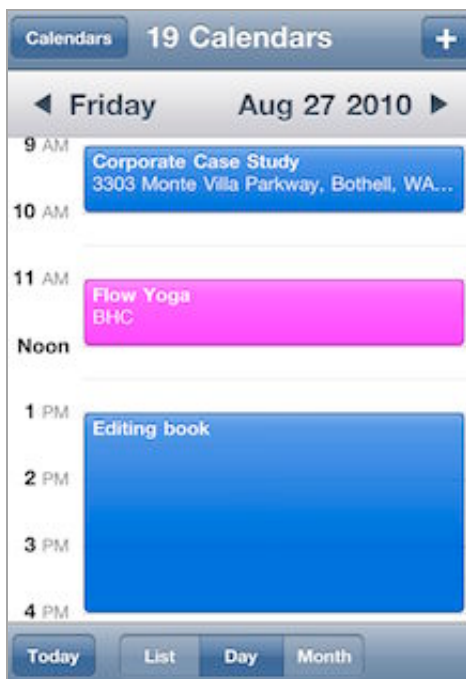 Calendars 19 Calendars +
◀ Friday Aug 27 2010 ▶
9 AM
Corporate Case Study
3303 Monte Villa Parkway, Bothell, WA...
10 AM
11 AM
Flow Yoga
BHC
Noon
1 PM
Editing book
2 PM
3 PM
4 PM
Today List Day Month